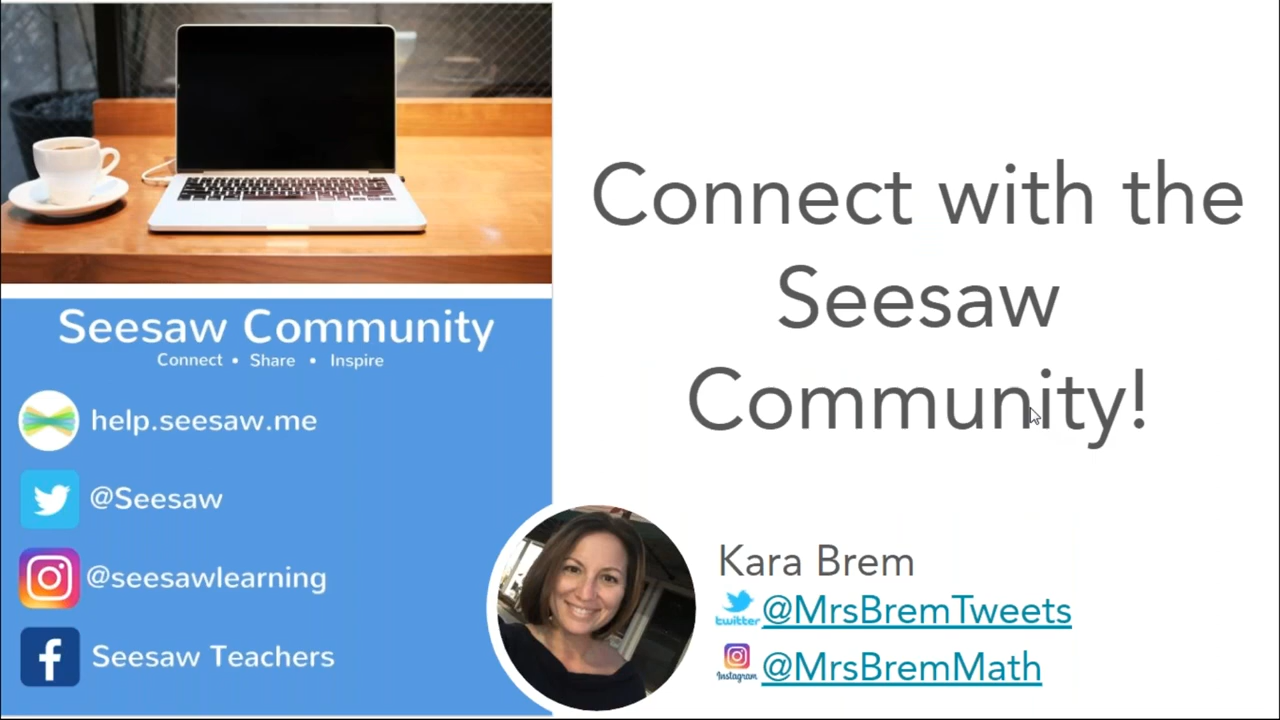 Seesaw Community
Connect • Share • Inspire
help.seesaw.me
@Seesaw
@seesawlearning
Seesaw Teachers
Connect with the
Seesaw
Community!
Kara Brem
twitter @MrsBremTweets
Instagram @MrsBremMath